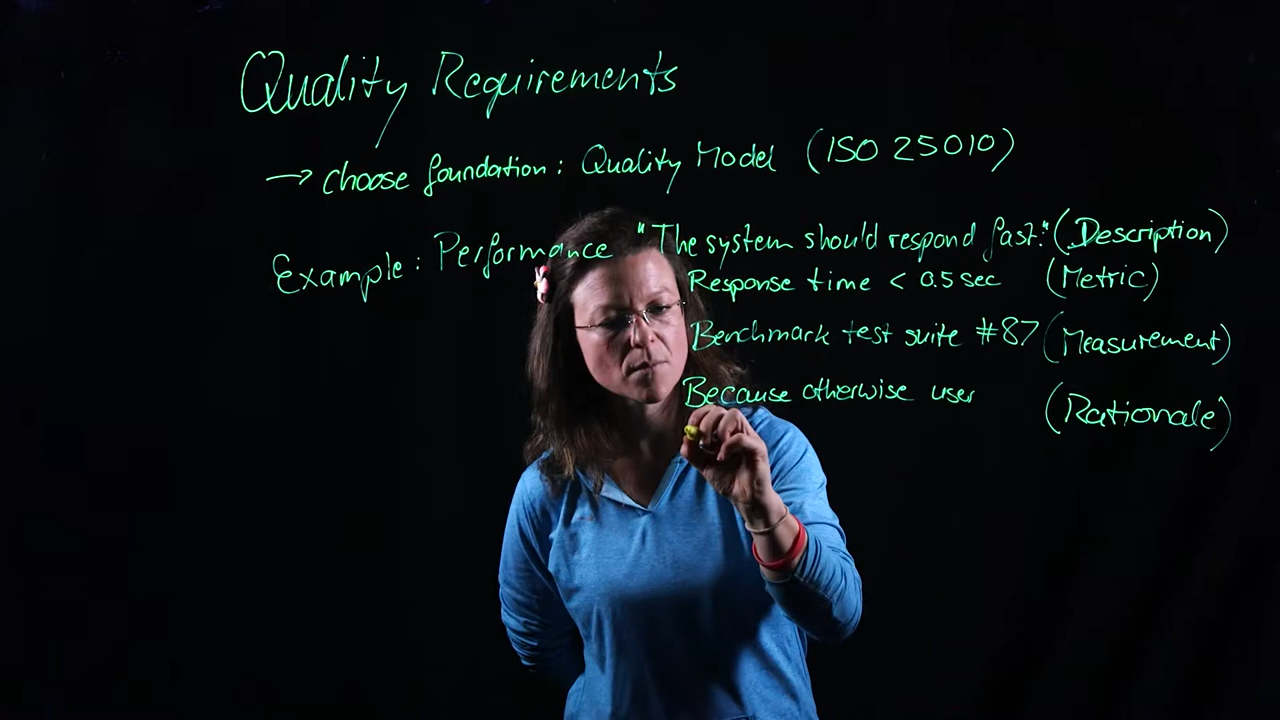 Quality Requirements
→ choose foundation: Quality Model (ISO 25010)
Example: Performance "The system should respond fast." (Description)
Response time < 0.5 sec (Metric)
Benchmark test suite #87 (Measurement)
Because otherwise user (Rationale)